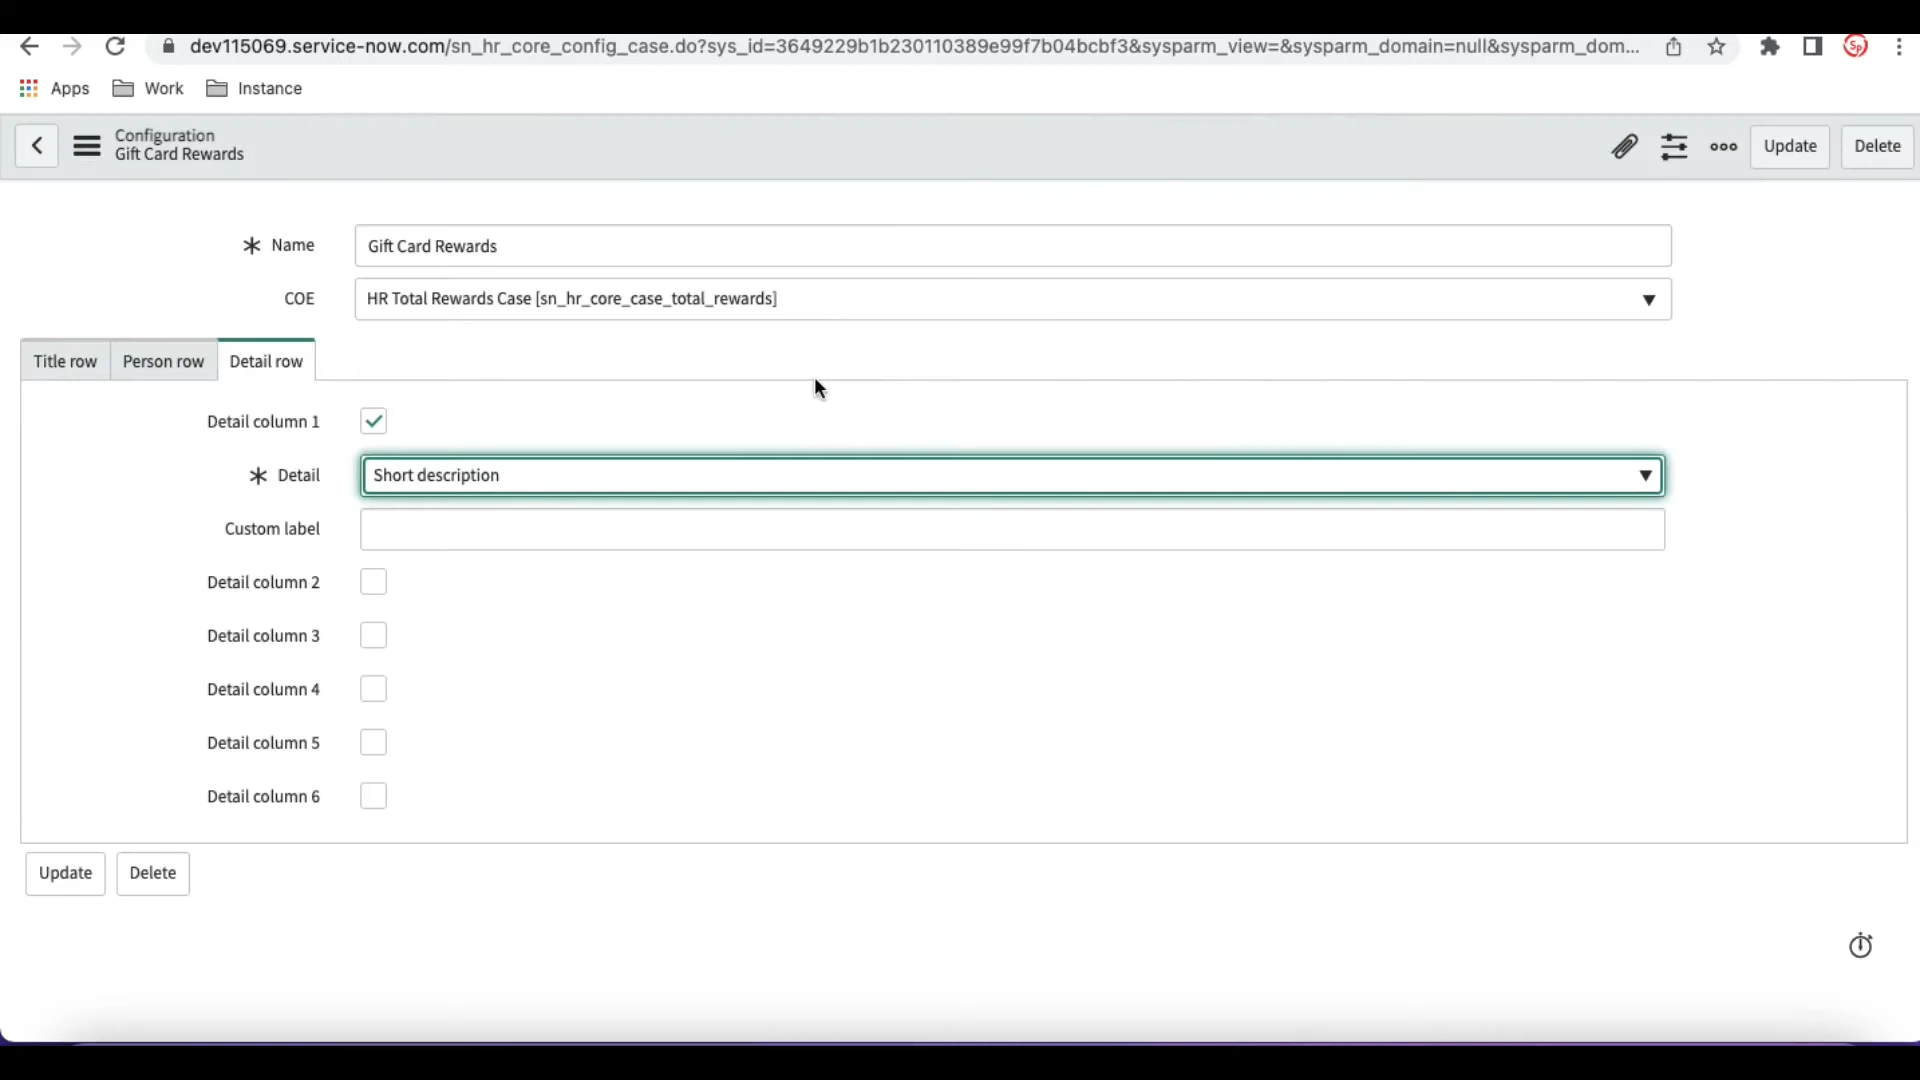 dev115069.service-now.com/sn_hr_core_config_case.do?sys_id=3649229b1b230110389e99f7b04bcbf3&sysparm_view=&sysparm_domain=null&sysparm_dom...
Sp
Apps
Work
Instance
Configuration
Gift Card Rewards
Update
Delete
Name
Gift Card Rewards
COE
HR Total Rewards Case [sn_hr_core_case_total_rewards]
Title row
Person row
Detail row
Detail column 1
Detail
Short description
Custom label
Detail column 2
Detail column 3
Detail column 4
Detail column 5
Detail column 6
Update
Delete